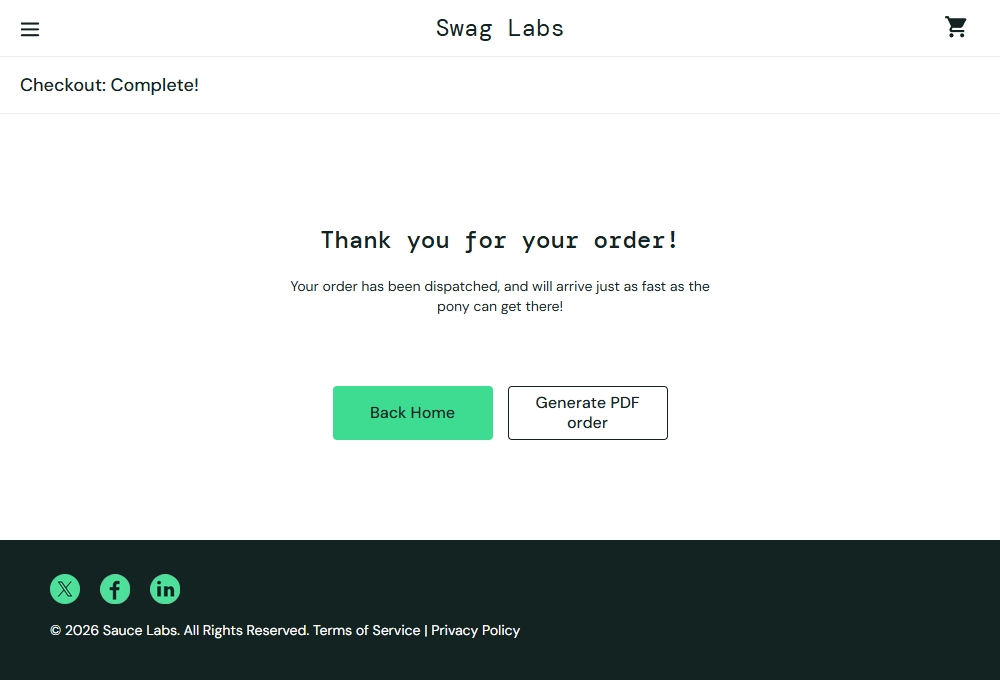 Swag Labs
Checkout: Complete!
Thank you for your order!
Your order has been dispatched, and will arrive just as fast as the
pony can get there!
Back Home
Generate PDF
order
© 2026 Sauce Labs. All Rights Reserved. Terms of Service | Privacy Policy